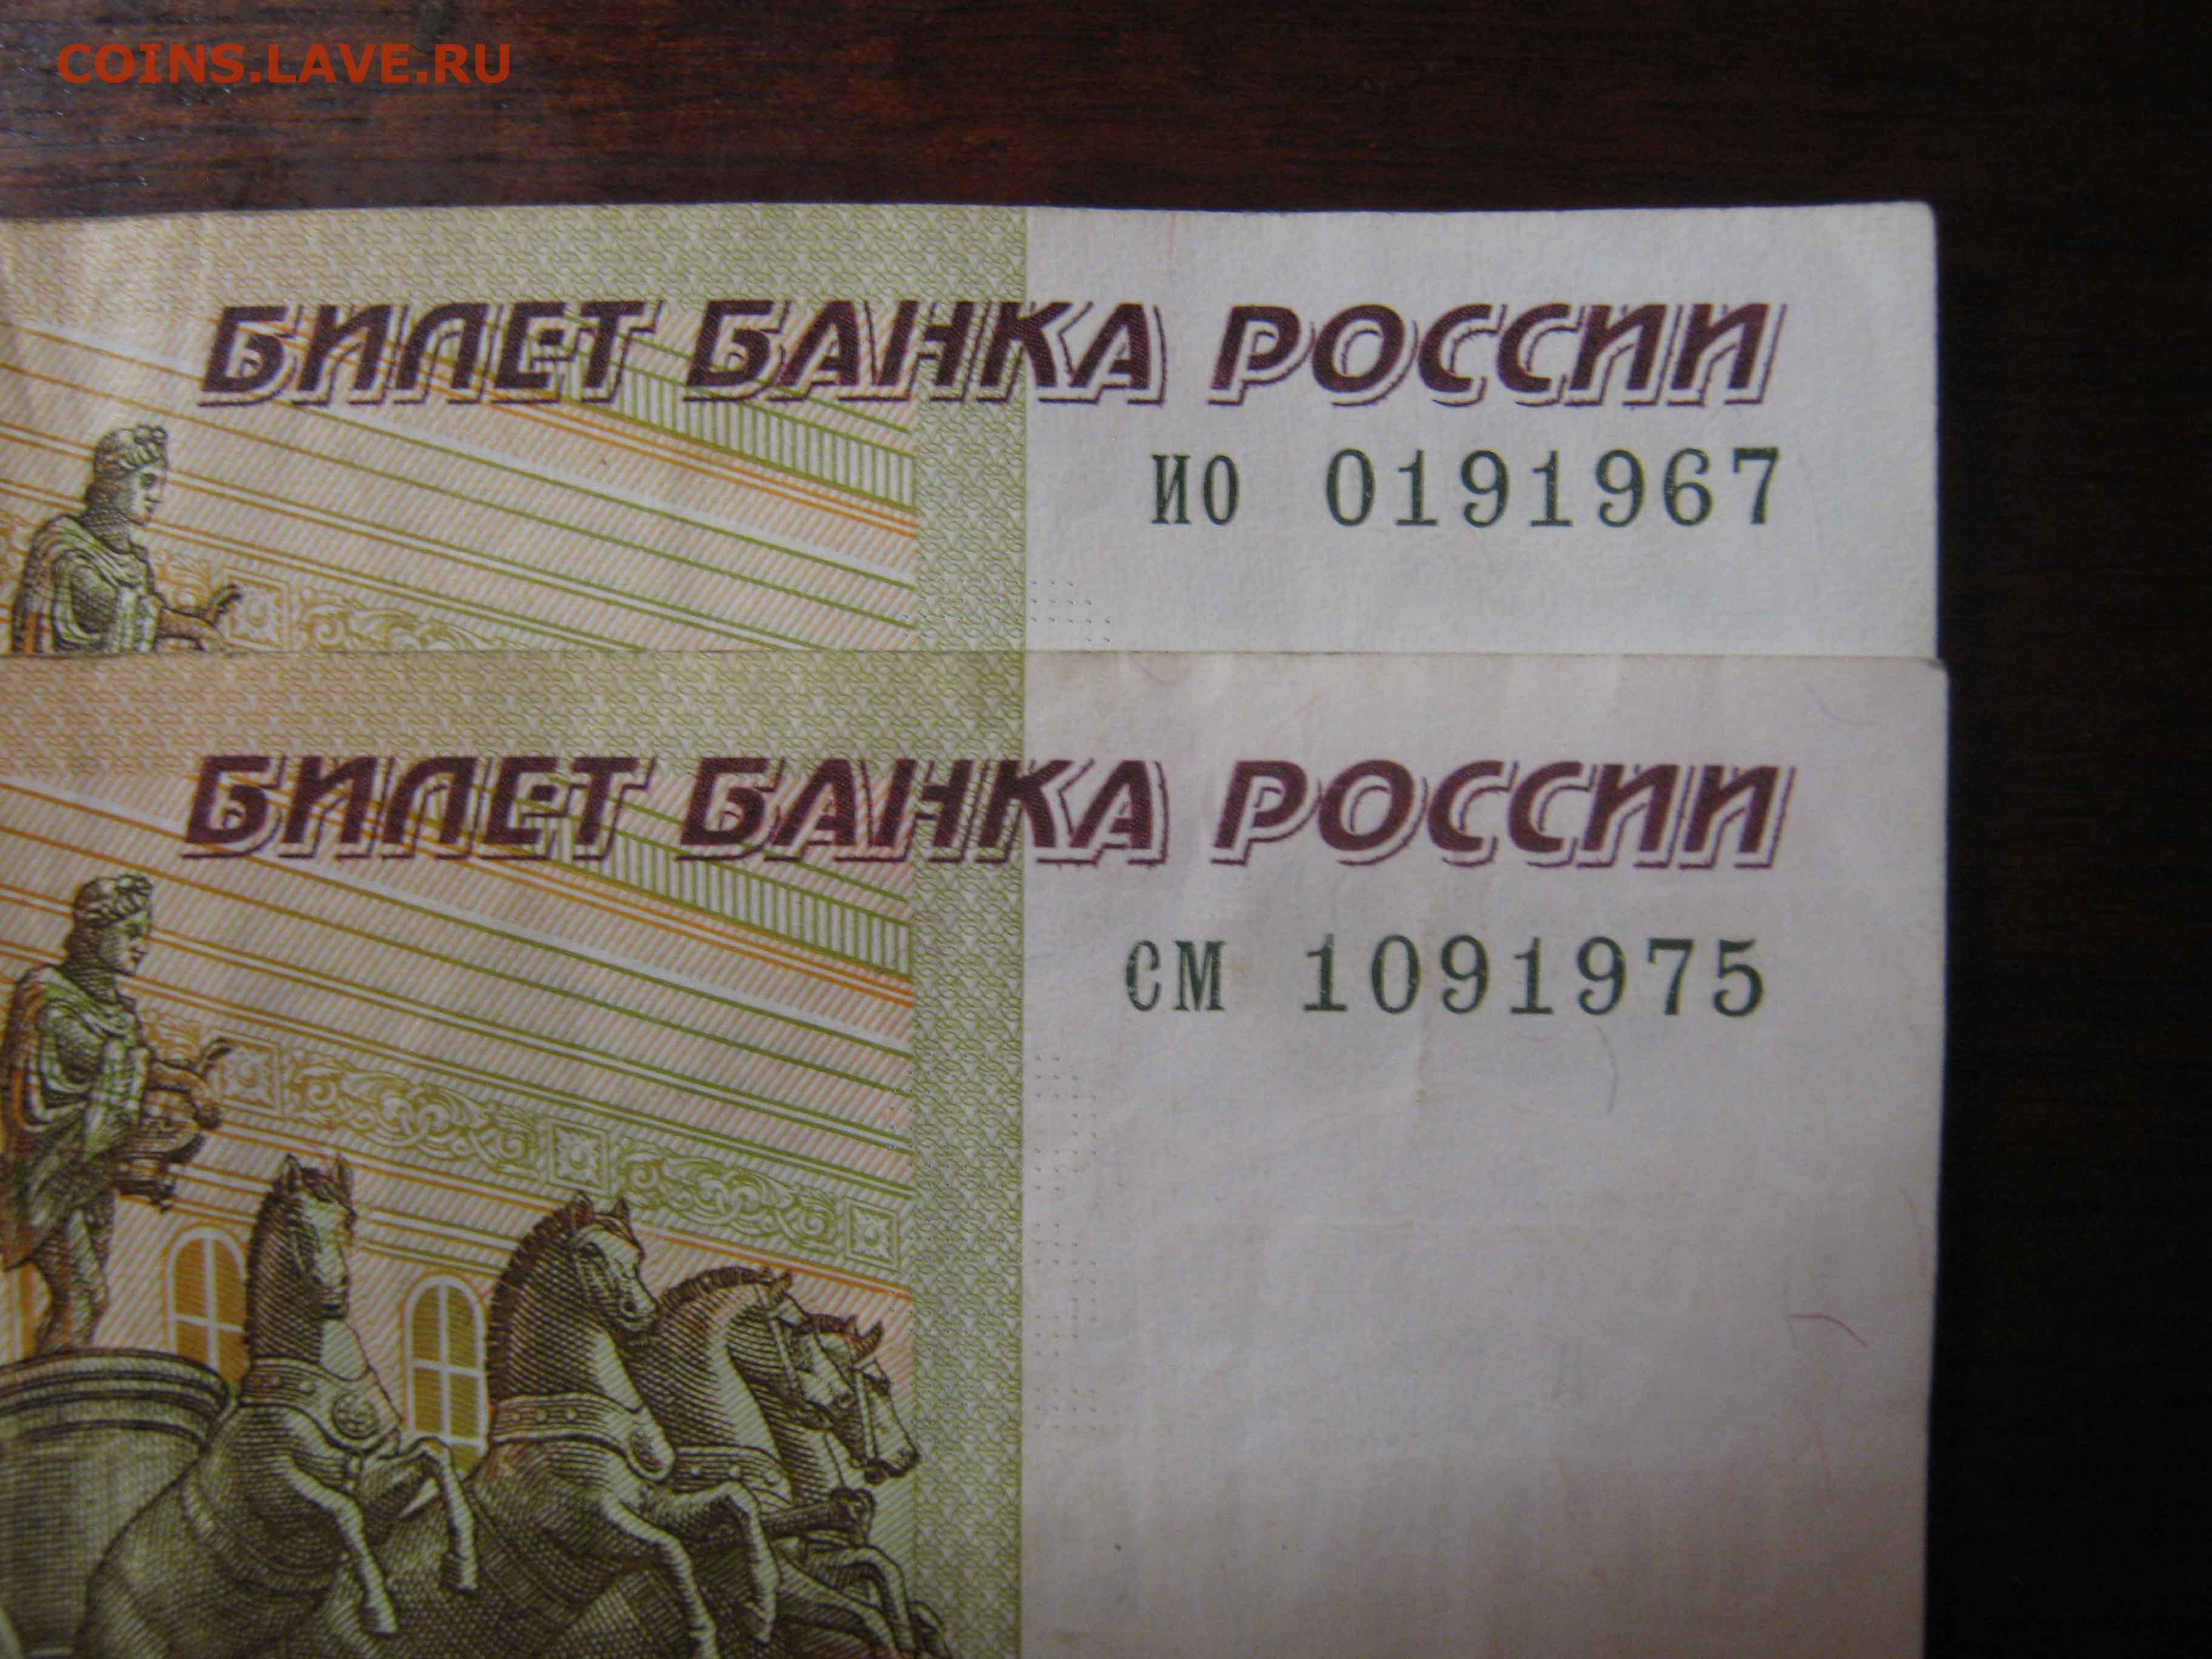 COINS.LAVE.RU
БИЛЕТ БАНКА РОССИИ
ИО 0191967
БИЛЕТ БАНКА РОССИИ
СМ 1091975